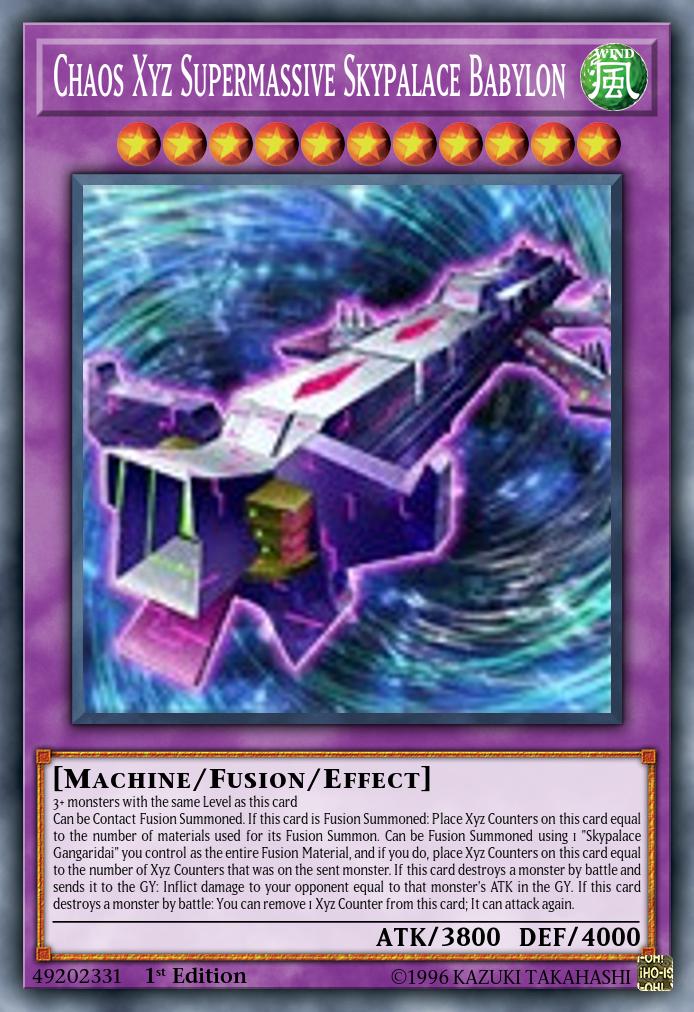 CHAOS XYZ SUPERMASSIVE SKYPALACE BABYLON
WIND
風
[MACHINE/FUSION/EFFECT]
3+ monsters with the same Level as this card
Can be Contact Fusion Summoned. If this card is Fusion Summoned: Place Xyz Counters on this card equal
to the number of materials used for its Fusion Summon. Can be Fusion Summoned using 1 "Skypalace
Gangaridai" you control as the entire Fusion Material, and if you do, place Xyz Counters on this card equal
to the number of Xyz Counters that was on the sent monster. If this card destroys a monster by battle and
sends it to the GY: Inflict damage to your opponent equal to that monster's ATK in the GY. If this card
destroys a monster by battle: You can remove 1 Xyz Counter from this card; It can attack again.
ATK/3800 DEF/4000
49202331 1st Edition ©1996 KAZUKI TAKAHASHI